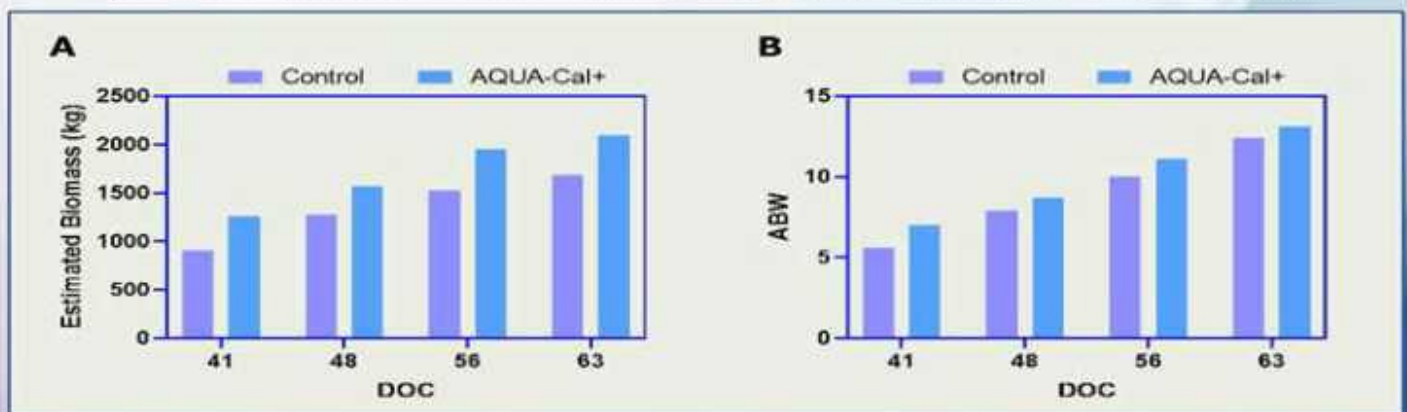 A
Control AQUA-Cal+
Estimated Biomass (kg)
2500
2000
1500
1000
500
0
41 48 56 63
DOC
B
Control AQUA-Cal+
ABW
15
10
5
0
41 48 56 63
DOC